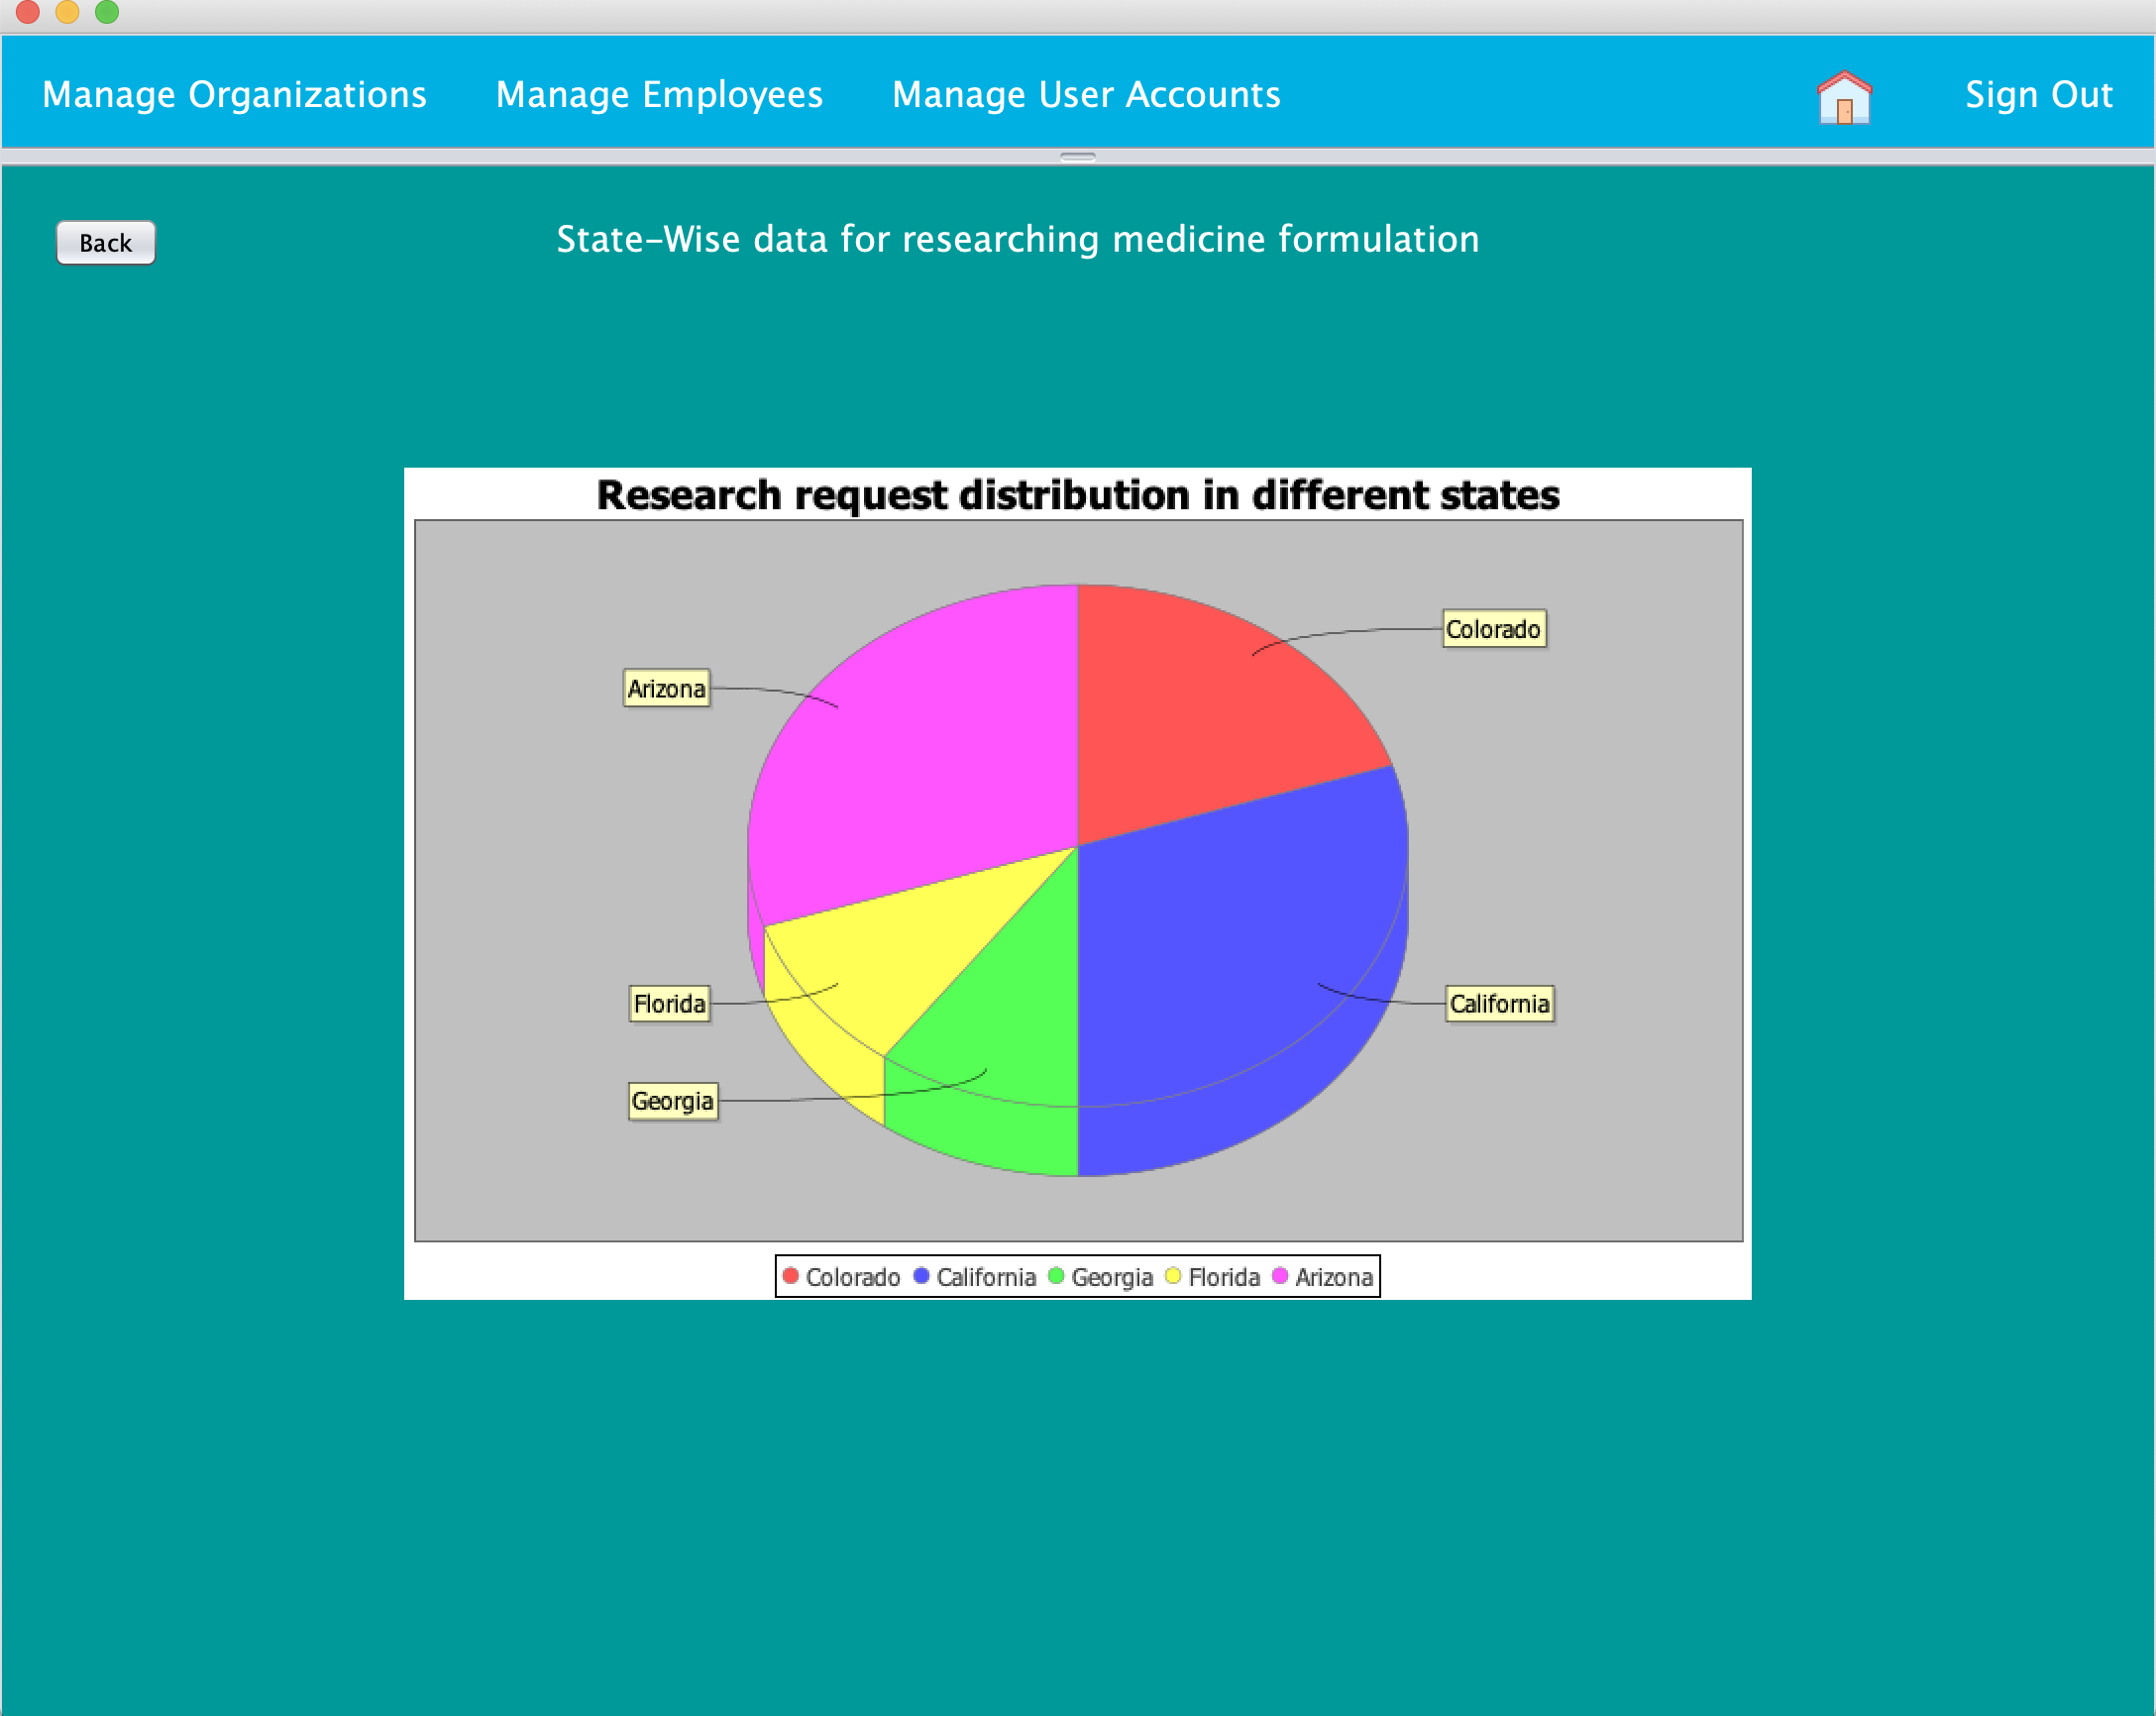 Manage Organizations Manage Employees Manage User Accounts Sign Out
Back
State-Wise data for researching medicine formulation
Research request distribution in different states
Colorado
Arizona
Florida
California
Georgia
Colorado California Georgia Florida Arizona